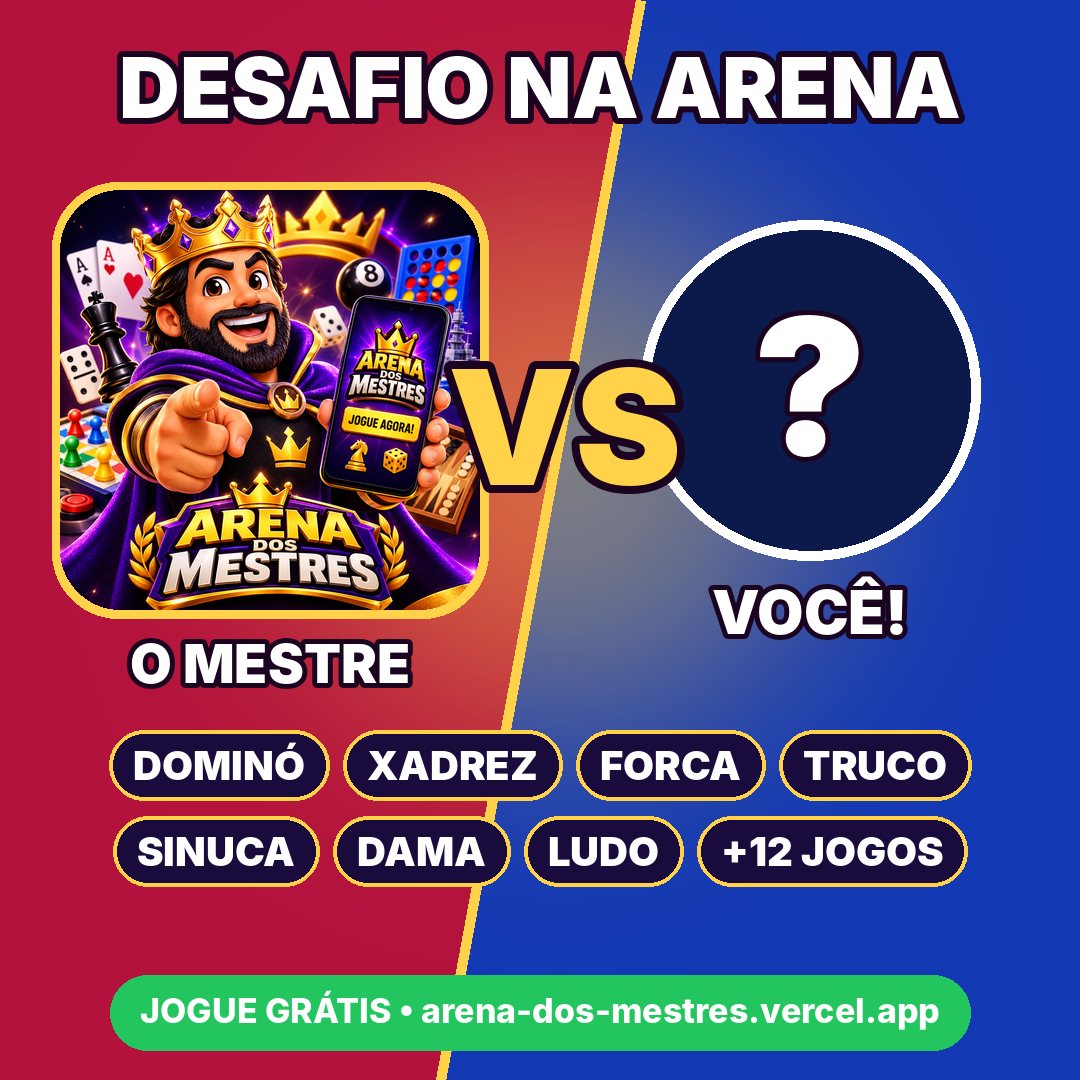 DESAFIO NA ARENA
A
A
8
ARENA
DOS
MESTRES
JOGUE AGORA!
ARENA
DOS
MESTRES
VS
?
VOCÊ!
O MESTRE
DOMINÓ XADREZ FORCA TRUCO
SINUCA DAMA LUDO +12 JOGOS
JOGUE GRÁTIS • arena-dos-mestres.vercel.app